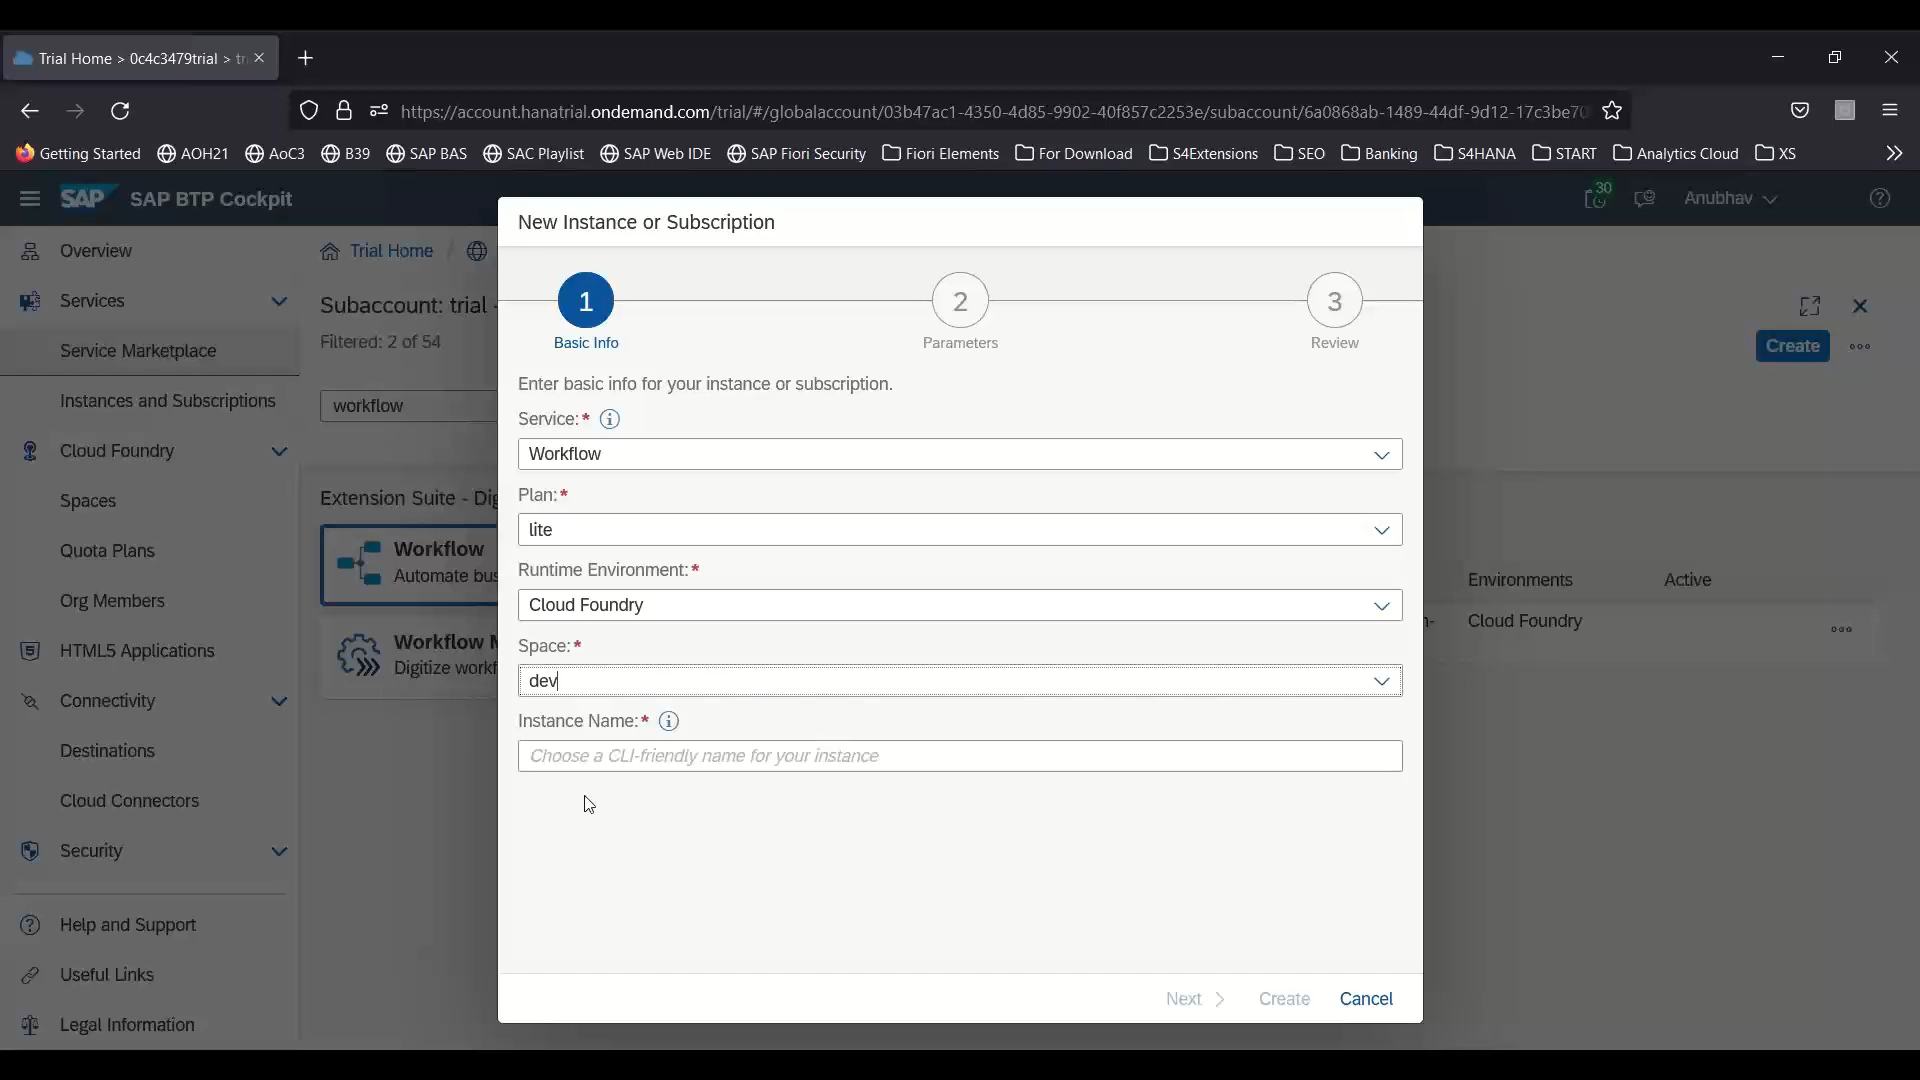 Trial Home > 0c4c3479trial > tr
https://account.hanatrial.ondemand.com/trial/#/globalaccount/03b47ac1-4350-4d85-9902-40f857c2253e/subaccount/6a0868ab-1489-44df-9d12-17c3be70
Getting Started AOH21 AoC3 B39 SAP BAS SAC Playlist SAP Web IDE SAP Fiori Security Fiori Elements For Download S4Extensions SEO Banking S4HANA START Analytics Cloud XS
SAP SAP BTP Cockpit
30
Anubhav
Overview
Services
Service Marketplace
Instances and Subscriptions
Cloud Foundry
Spaces
Quota Plans
Org Members
HTML5 Applications
Connectivity
Destinations
Cloud Connectors
Security
Help and Support
Useful Links
Legal Information
Trial Home /
Subaccount: trial -
Filtered: 2 of 54
workflow
Extension Suite - Dig
Workflow
Automate bus
Workflow M
Digitize workf
New Instance or Subscription
1 2 3
Basic Info Parameters Review
Enter basic info for your instance or subscription.
Service:*
Workflow
Plan:*
lite
Runtime Environment:*
Cloud Foundry
Space:*
dev
Instance Name:*
Choose a CLI-friendly name for your instance
Next Create Cancel
Create
Environments Active
n- Cloud Foundry